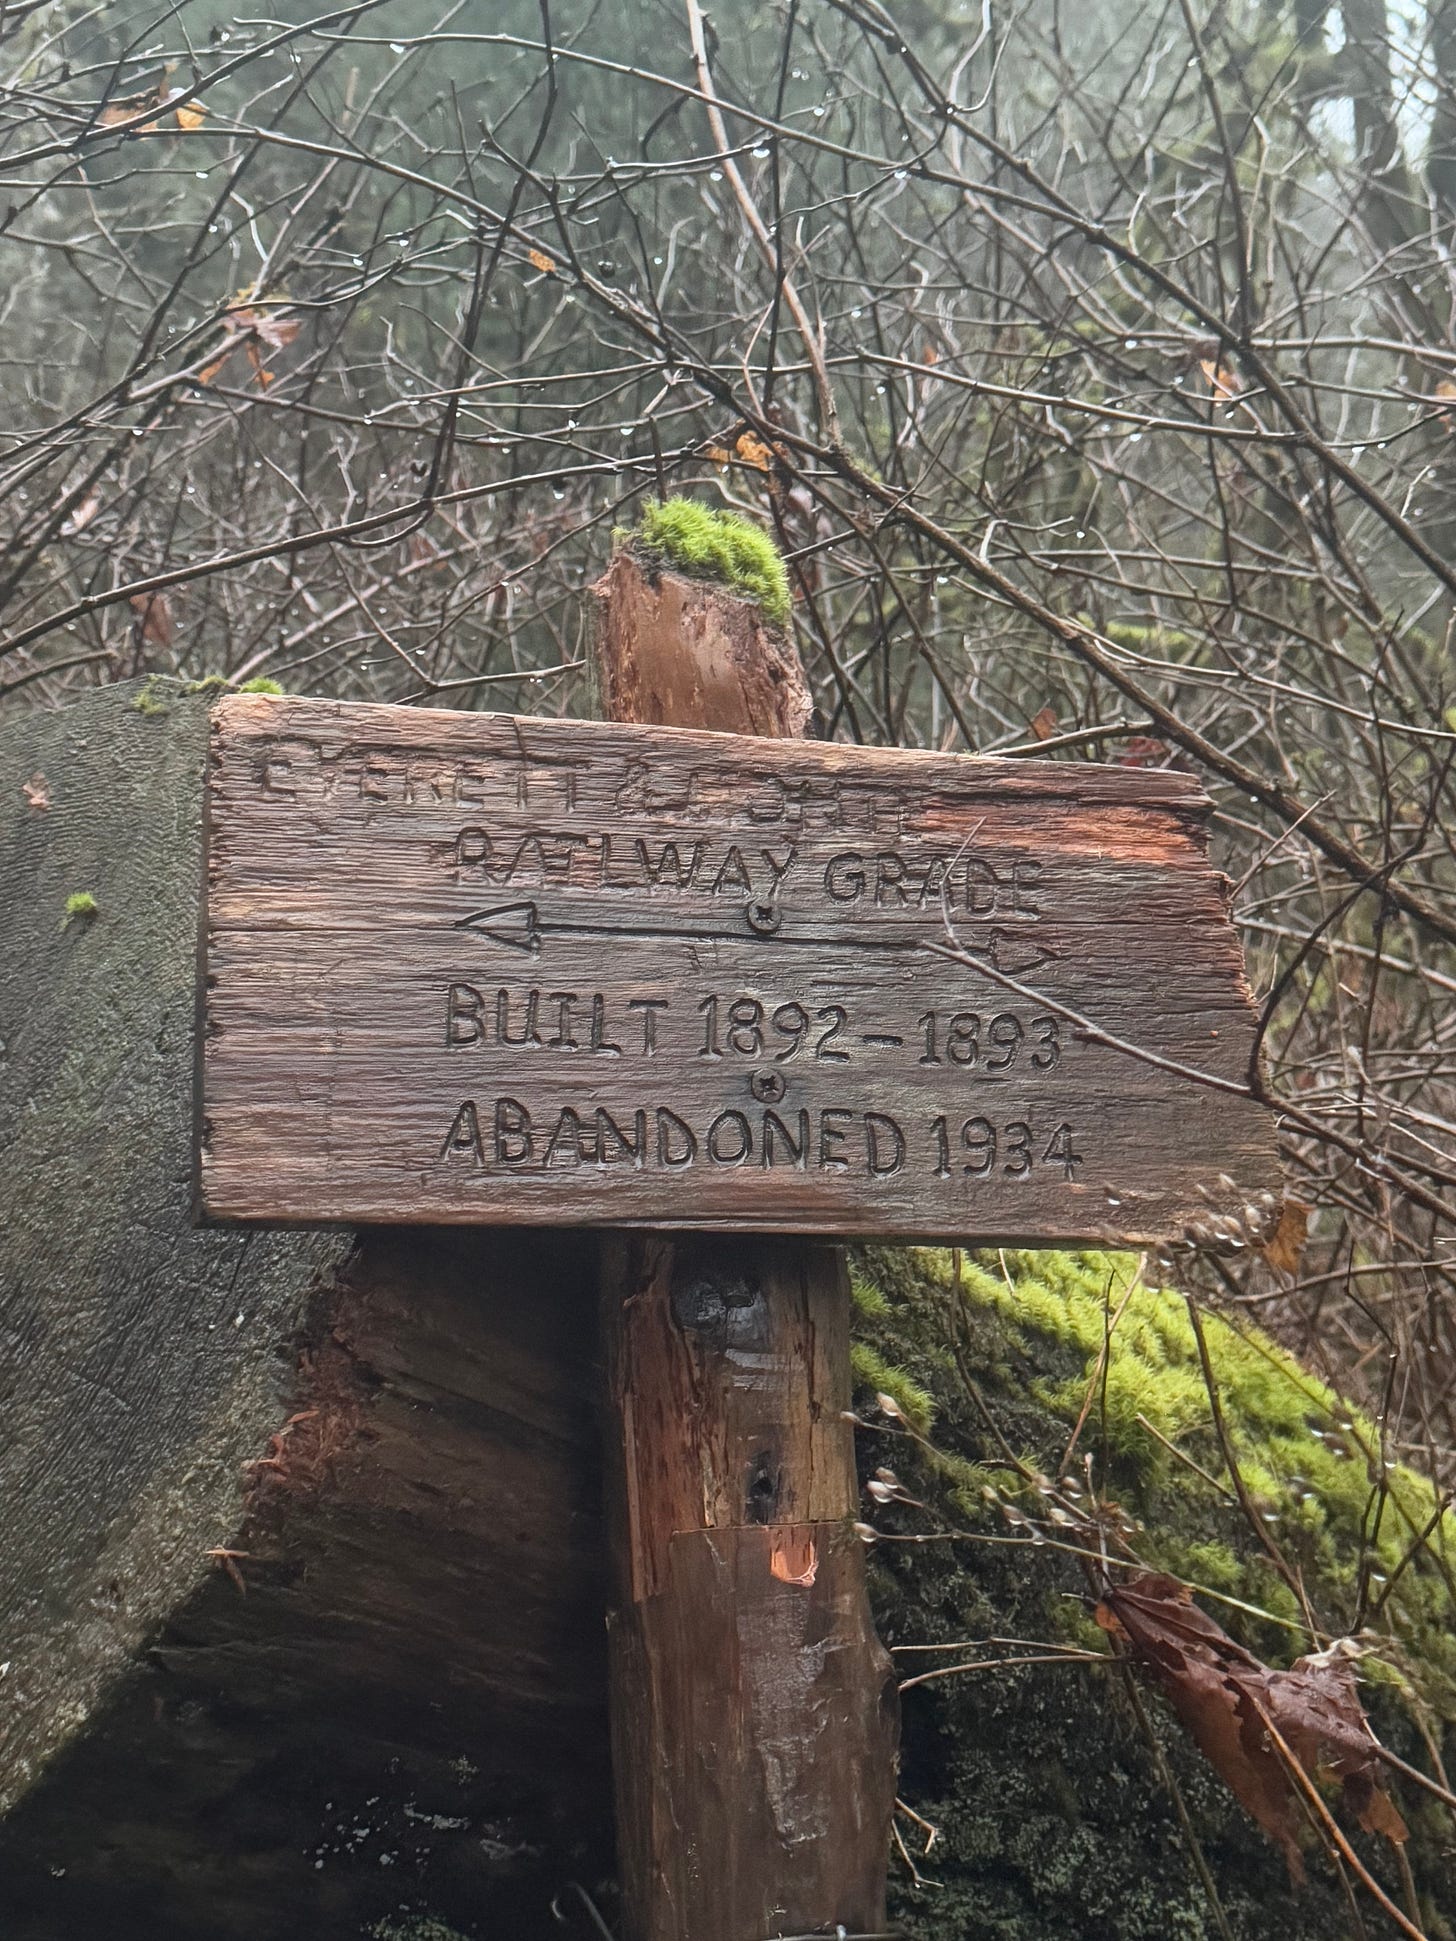 EVERETT &
RAILWAY GRADE
BUILT 1892-1893
ABANDONED 1934